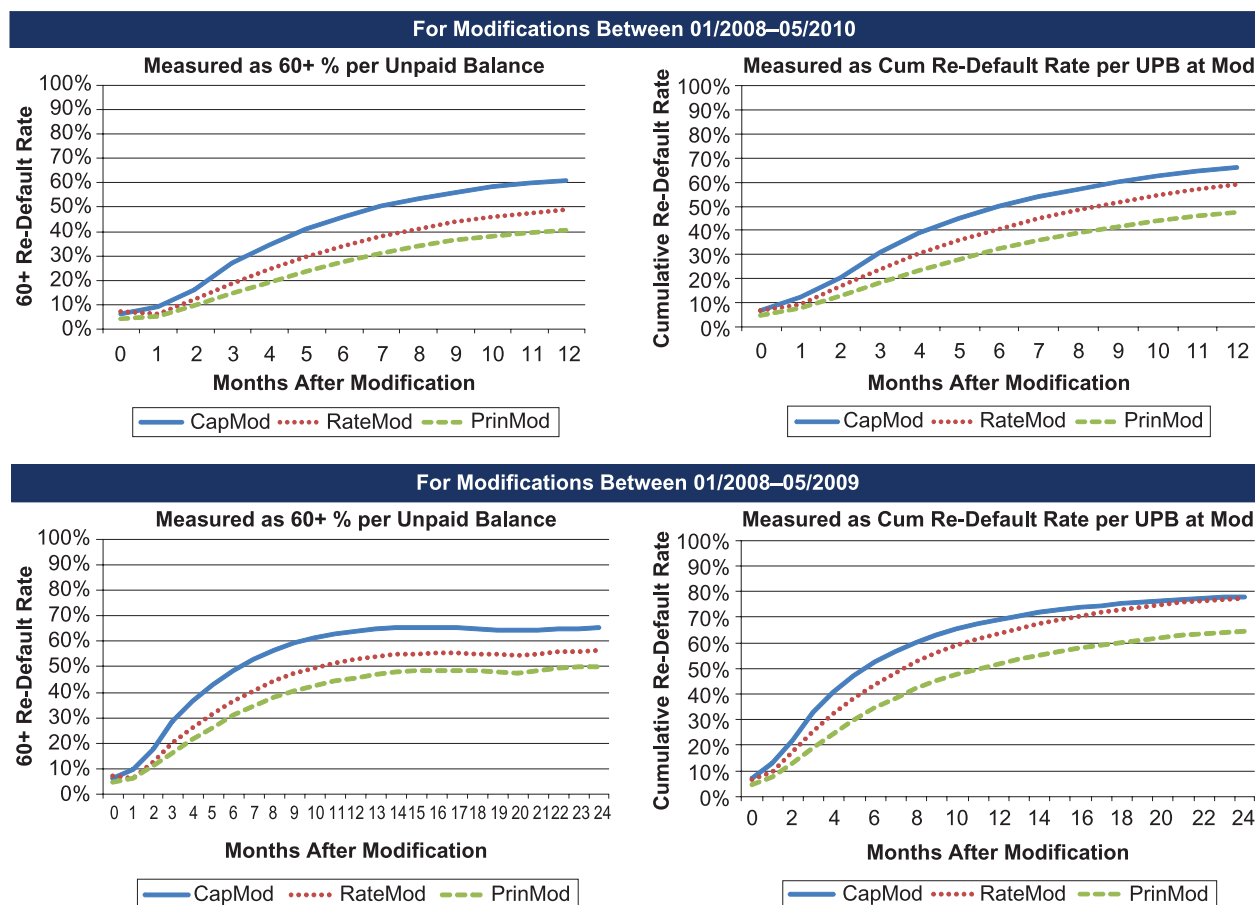 For Modifications Between 01/2008–05/2010
Measured as 60+ % per Unpaid Balance
60+ Re-Default Rate
100%
90%
80%
70%
60%
50%
40%
30%
20%
10%
0%
0 1 2 3 4 5 6 7 8 9 10 11 12
Months After Modification
CapMod RateMod PrinMod
Measured as Cum Re-Default Rate per UPB at Mod
Cumulative Re-Default Rate
100%
90%
80%
70%
60%
50%
40%
30%
20%
10%
0%
0 1 2 3 4 5 6 7 8 9 10 11 12
Months After Modification
CapMod RateMod PrinMod
For Modifications Between 01/2008–05/2009
Measured as 60+ % per Unpaid Balance
60+ Re-Default Rate
100%
90%
80%
70%
60%
50%
40%
30%
20%
10%
0%
0 1 2 3 4 5 6 7 8 9 10 11 12 13 14 15 16 17 18 19 20 21 22 23 24
Months After Modification
CapMod RateMod PrinMod
Measured as Cum Re-Default Rate per UPB at Mod
Cumulative Re-Default Rate
100%
90%
80%
70%
60%
50%
40%
30%
20%
10%
0%
0 2 4 6 8 10 12 14 16 18 20 22 24
Months After Modification
CapMod RateMod PrinMod